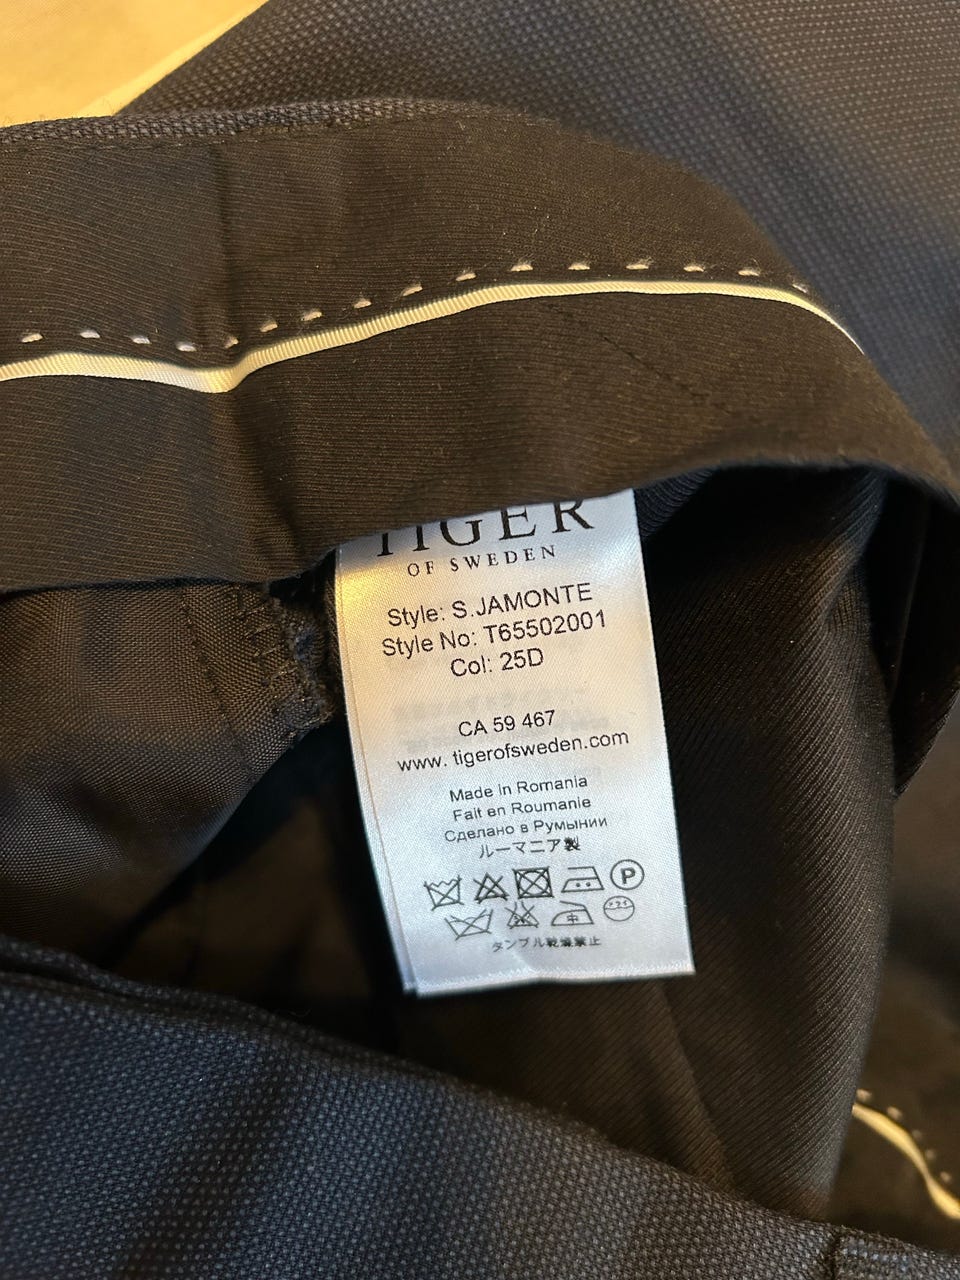 TIGER
OF SWEDEN
Style: S.JAMONTE
Style No: T65502001
Col: 25D
CA 59 467
www. tigerofsweden.com
Made in Romania
Fait en Roumanie
Сделано в Румынии
ルーマニア製
P
中
タンブル乾燥禁止